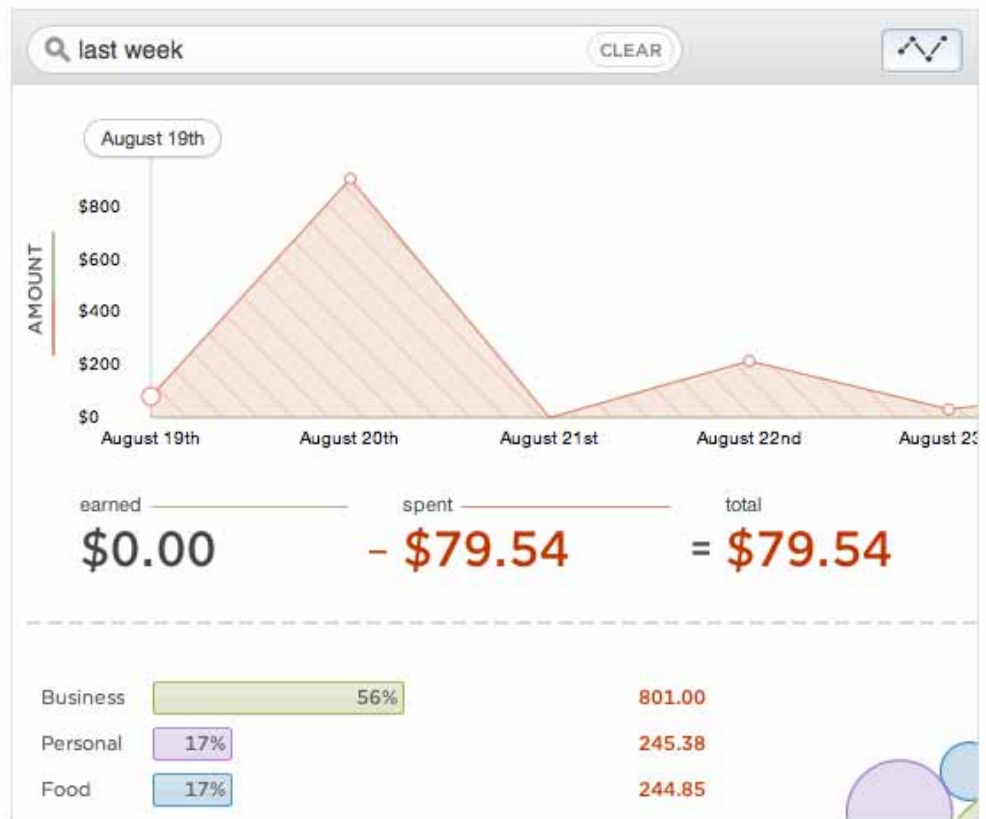 last week CLEAR
August 19th
AMOUNT
$800
$600
$400
$200
$0
August 19th August 20th August 21st August 22nd August 23
earned spent total
$0.00 – $79.54 = $79.54
Business 56% 801.00
Personal 17% 245.38
Food 17% 244.85